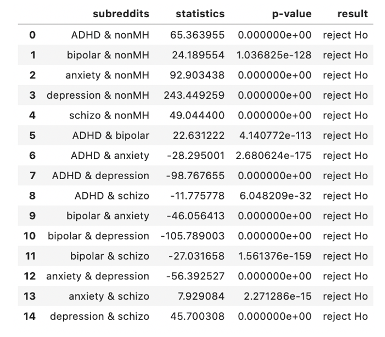 subreddits statistics p-value result
0 ADHD & nonMH 65.363955 0.000000e+00 reject Ho
1 bipolar & nonMH 24.189554 1.036825e-128 reject Ho
2 anxiety & nonMH 92.903438 0.000000e+00 reject Ho
3 depression & nonMH 243.449259 0.000000e+00 reject Ho
4 schizo & nonMH 49.044400 0.000000e+00 reject Ho
5 ADHD & bipolar 22.631222 4.140772e-113 reject Ho
6 ADHD & anxiety -28.295001 2.680624e-175 reject Ho
7 ADHD & depression -98.767655 0.000000e+00 reject Ho
8 ADHD & schizo -11.775778 6.048209e-32 reject Ho
9 bipolar & anxiety -46.056413 0.000000e+00 reject Ho
10 bipolar & depression -105.789003 0.000000e+00 reject Ho
11 bipolar & schizo -27.031658 1.561376e-159 reject Ho
12 anxiety & depression -56.392527 0.000000e+00 reject Ho
13 anxiety & schizo 7.929084 2.271286e-15 reject Ho
14 depression & schizo 45.700308 0.000000e+00 reject Ho